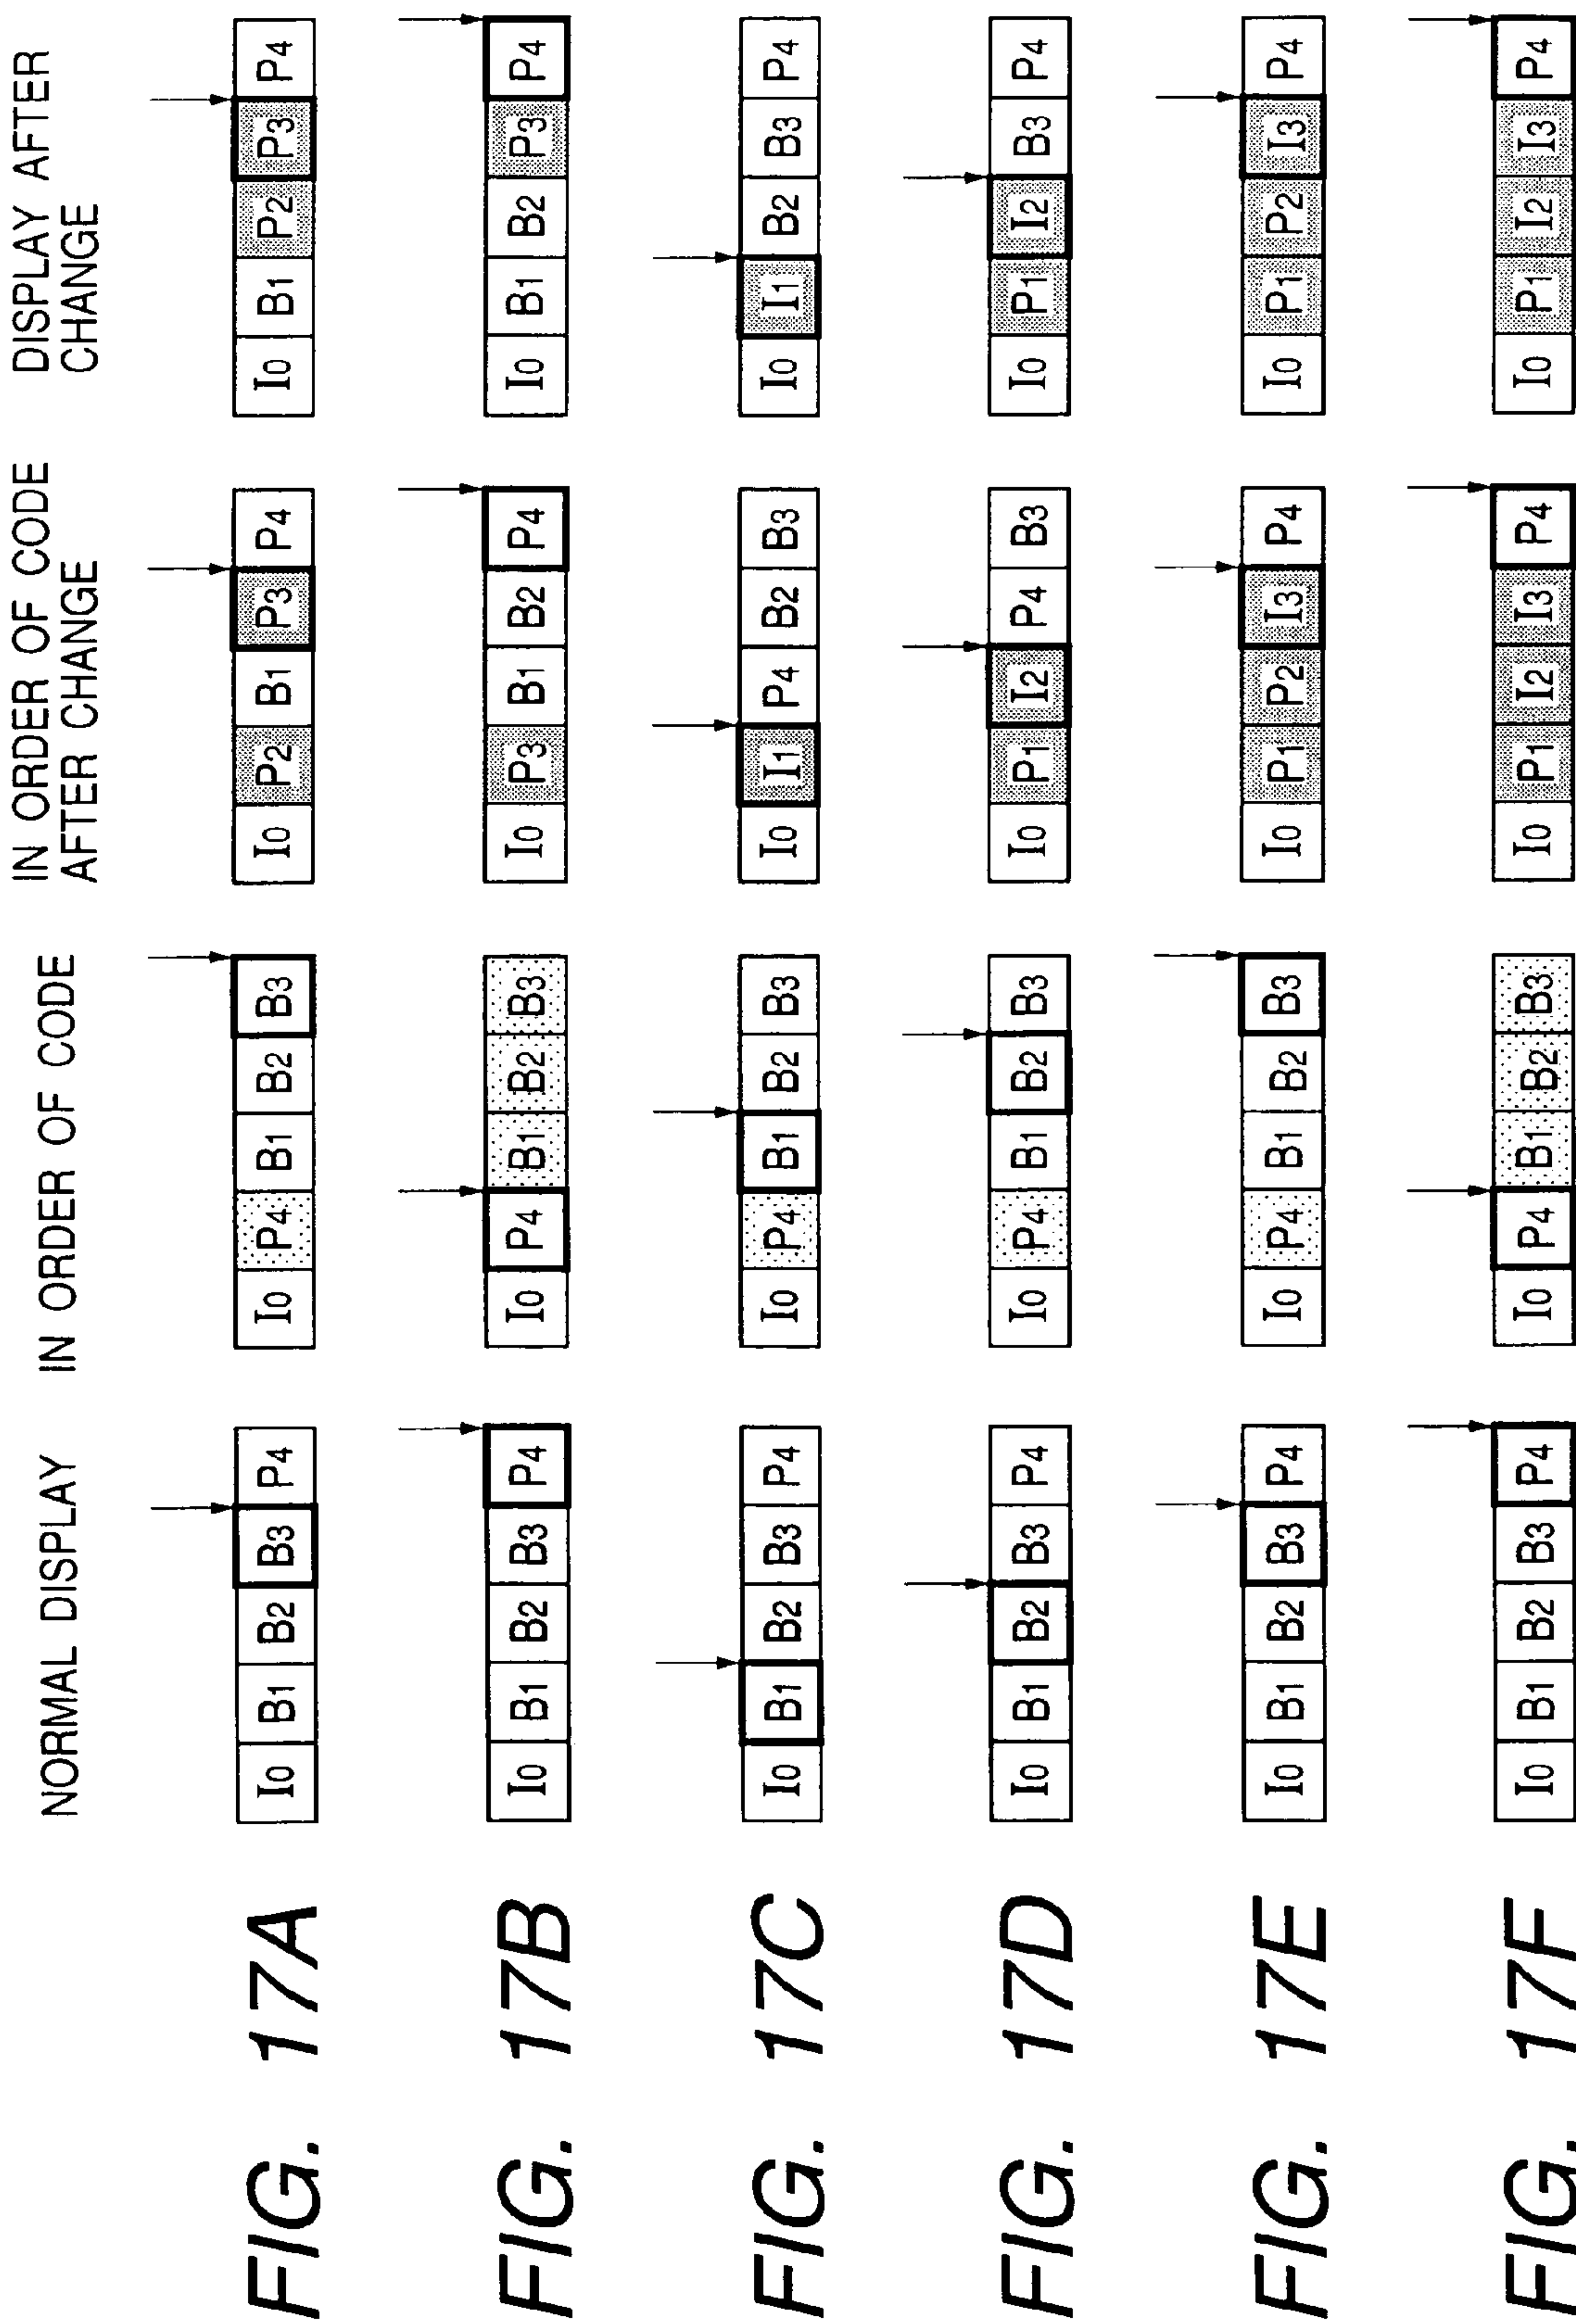 NORMAL DISPLAY
IN ORDER OF CODE
IN ORDER OF CODE
AFTER CHANGE
DISPLAY AFTER
CHANGE
FIG. 17A
I0 B1 B2 B3 P4
I0 P4 B1 B2 B3
I0 P2 B1 P3 P4
I0 B1 P2 P3 P4
FIG. 17B
I0 B1 B2 B3 P4
I0 P4 B1 B2 B3
I0 P3 B1 B2 P4
I0 B1 B2 P3 P4
FIG. 17C
I0 B1 B2 B3 P4
I0 P4 B1 B2 B3
I0 I1 P4 B2 B3
I0 I1 B2 B3 P4
FIG. 17D
I0 B1 B2 B3 P4
I0 P4 B1 B2 B3
I0 P1 I2 P4 B3
I0 P1 I2 B3 P4
FIG. 17E
I0 B1 B2 B3 P4
I0 P4 B1 B2 B3
I0 P1 P2 I3 P4
I0 P1 P2 I3 P4
FIG. 17F
I0 B1 B2 B3 P4
I0 P4 B1 B2 B3
I0 P1 I2 I3 P4
I0 P1 I2 I3 P4